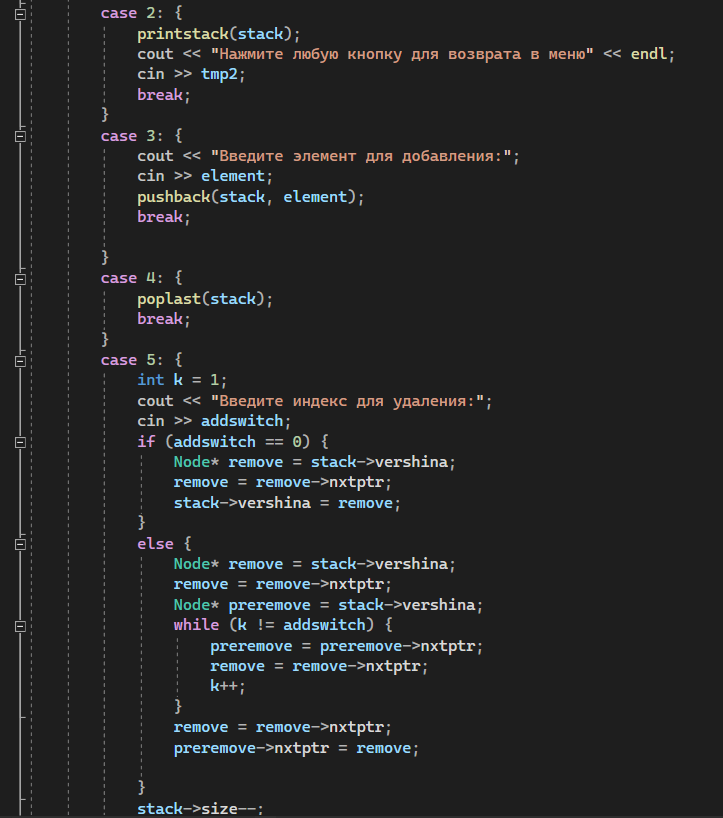 case 2: {
printstack(stack);
cout << "Нажмите любую кнопку для возврата в меню" << endl;
cin >> tmp2;
break;
}
case 3: {
cout << "Введите элемент для добавления:";
cin >> element;
pushback(stack, element);
break;
}
case 4: {
poplast(stack);
break;
}
case 5: {
int k = 1;
cout << "Введите индекс для удаления:";
cin >> addswitch;
if (addswitch == 0) {
Node* remove = stack->vershina;
remove = remove->nxtptr;
stack->vershina = remove;
}
else {
Node* remove = stack->vershina;
remove = remove->nxtptr;
Node* preremove = stack->vershina;
while (k != addswitch) {
preremove = preremove->nxtptr;
remove = remove->nxtptr;
k++;
}
remove = remove->nxtptr;
preremove->nxtptr = remove;
}
stack->size--;